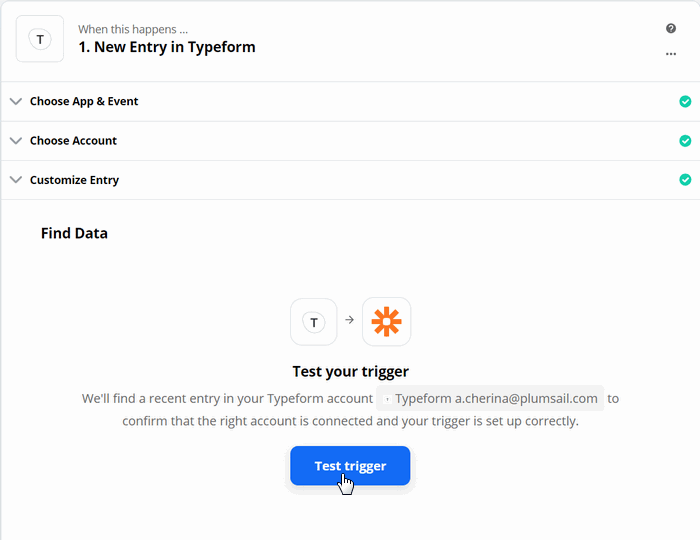 T
When this happens ...
1. New Entry in Typeform
?
...
Choose App & Event
Choose Account
Customize Entry
Find Data
T
Test your trigger
We'll find a recent entry in your Typeform account Typeform a.cherina@plumsail.com to
confirm that the right account is connected and your trigger is set up correctly.
Test trigger